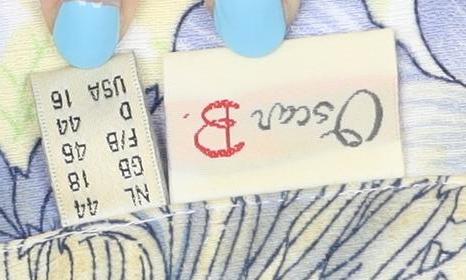 Oscar B.
NL 44
GB 18
F/B 46
D 44
USA 16